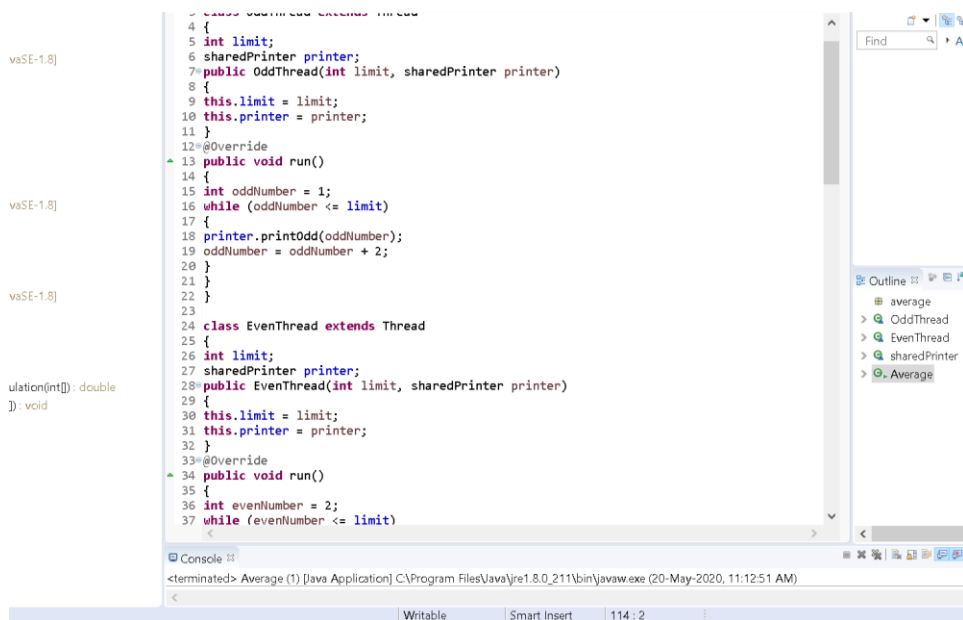 3 class OddThread extends Thread
4 {
5 int limit;
6 sharedPrinter printer;
7 public OddThread(int limit, sharedPrinter printer)
8 {
9 this.limit = limit;
10 this.printer = printer;
11 }
12 @Override
13 public void run()
14 {
15 int oddNumber = 1;
16 while (oddNumber <= limit)
17 {
18 printer.printOdd(oddNumber);
19 oddNumber = oddNumber + 2;
20 }
21 }
22 }
23
24 class EvenThread extends Thread
25 {
26 int limit;
27 sharedPrinter printer;
28 public EvenThread(int limit, sharedPrinter printer)
29 {
30 this.limit = limit;
31 this.printer = printer;
32 }
33 @Override
34 public void run()
35 {
36 int evenNumber = 2;
37 while (evenNumber <= limit)
vaSE-1.8]
vaSE-1.8]
vaSE-1.8]
ulation(int[]) : double
]) : void
Find
A
Outline
average
OddThread
EvenThread
sharedPrinter
Average
Console
<terminated> Average (1) [Java Application] C:\Program Files\Java\jre1.8.0_211\bin\javaw.exe (20-May-2020, 11:12:51 AM)
Writable Smart Insert 114 : 2